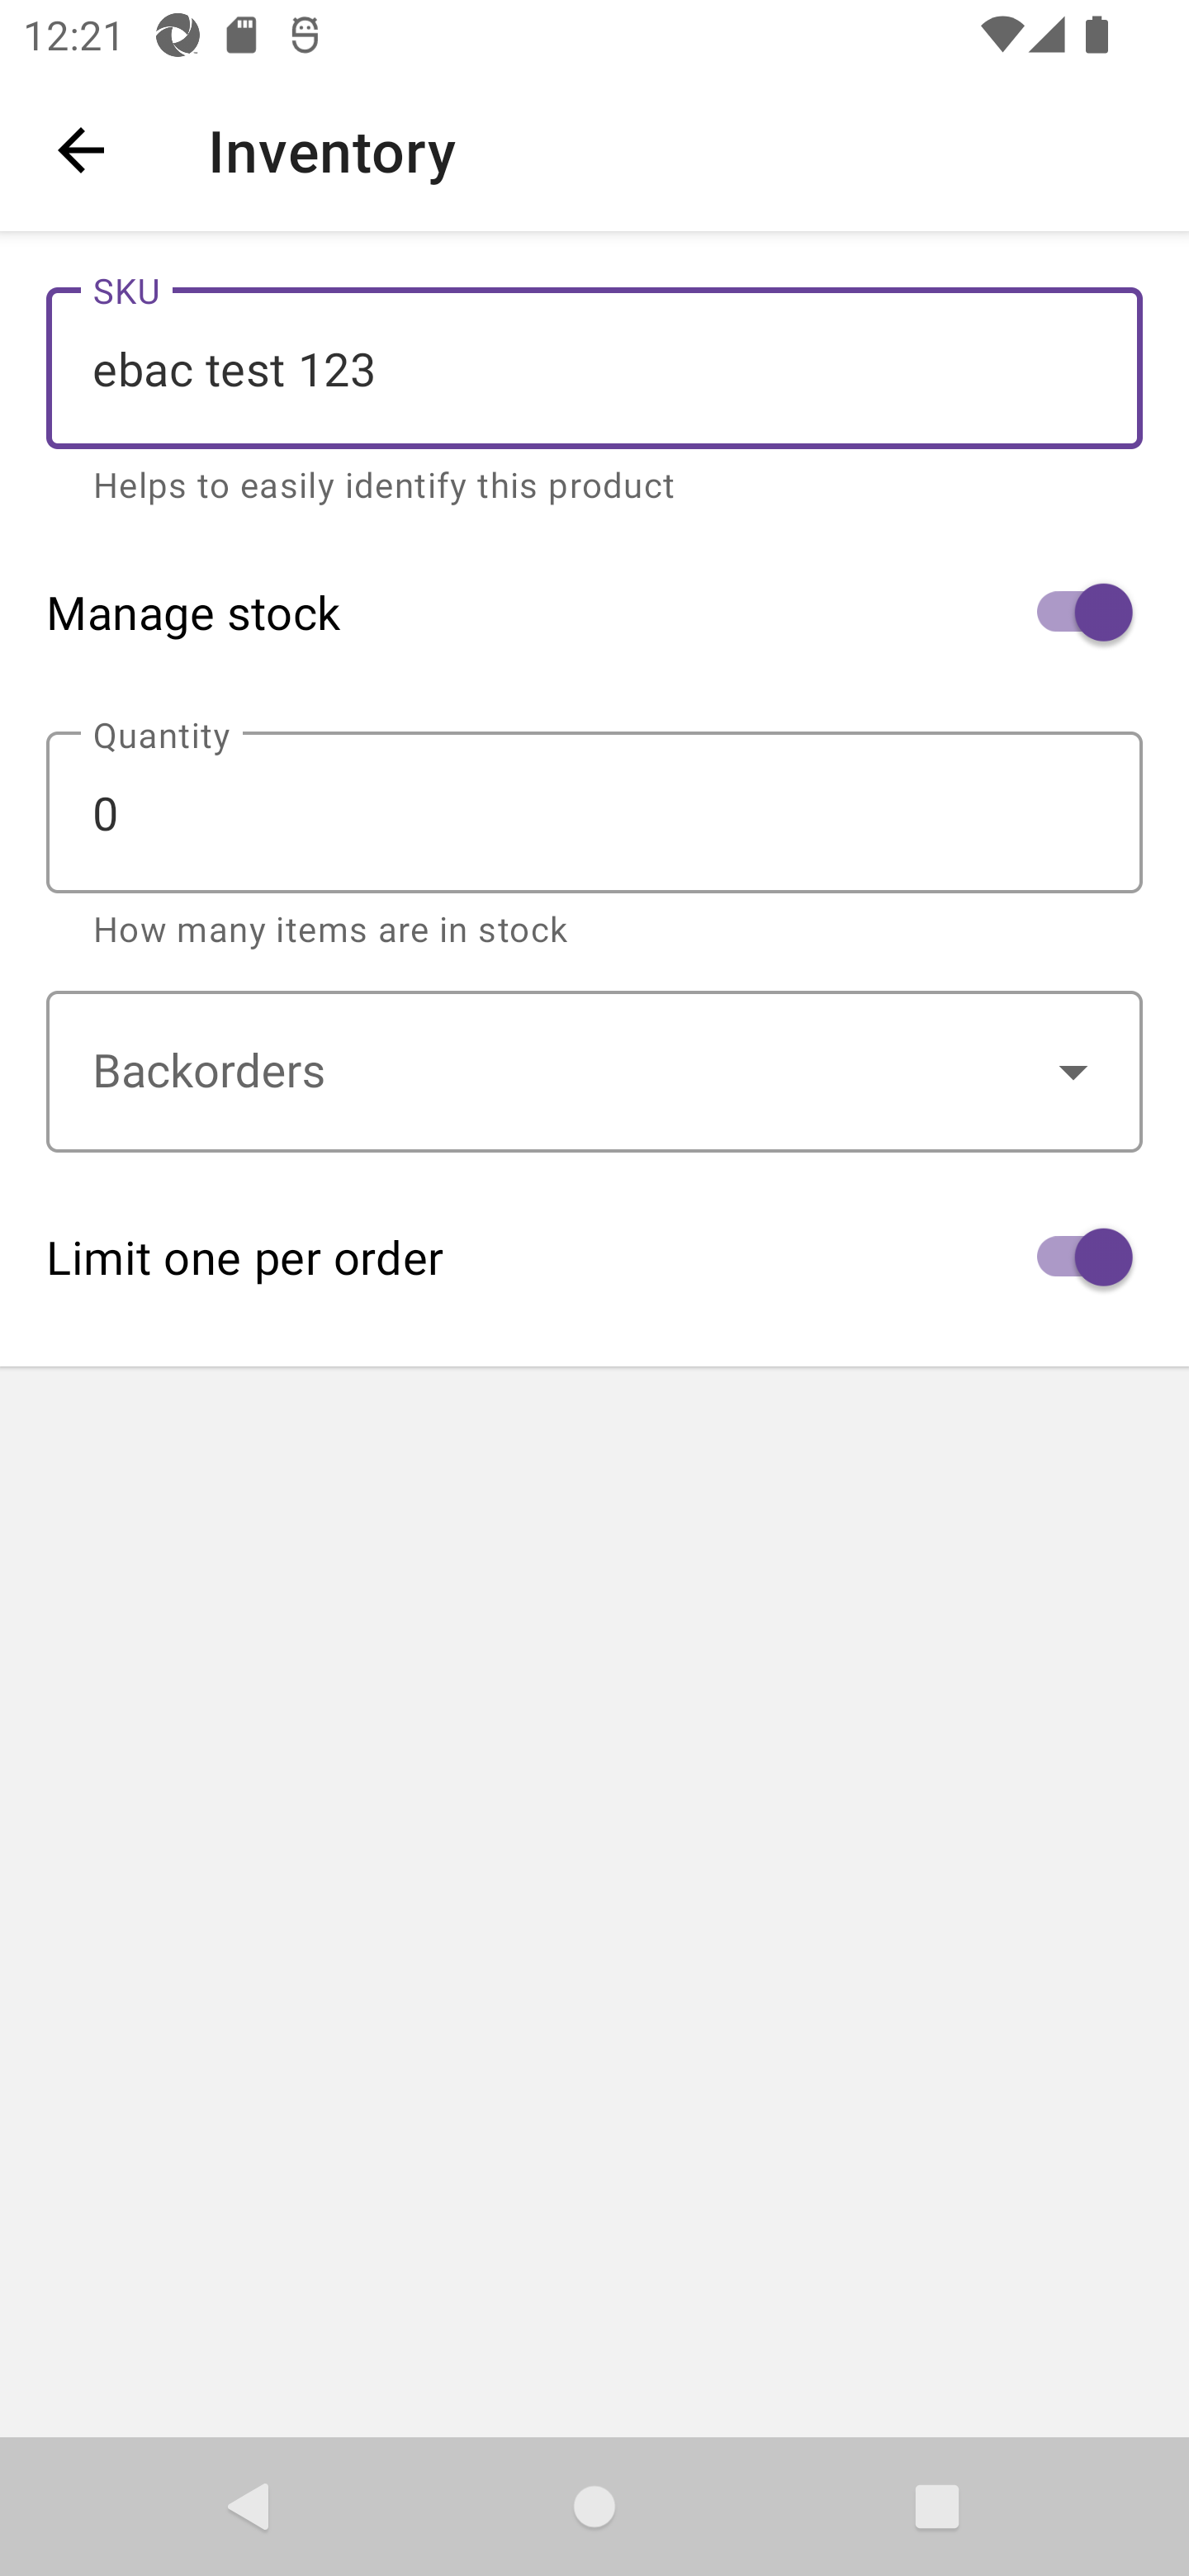 12:21
Inventory
SKU
ebac test 123
Helps to easily identify this product
Manage stock
Quantity
0
How many items are in stock
Backorders
Limit one per order